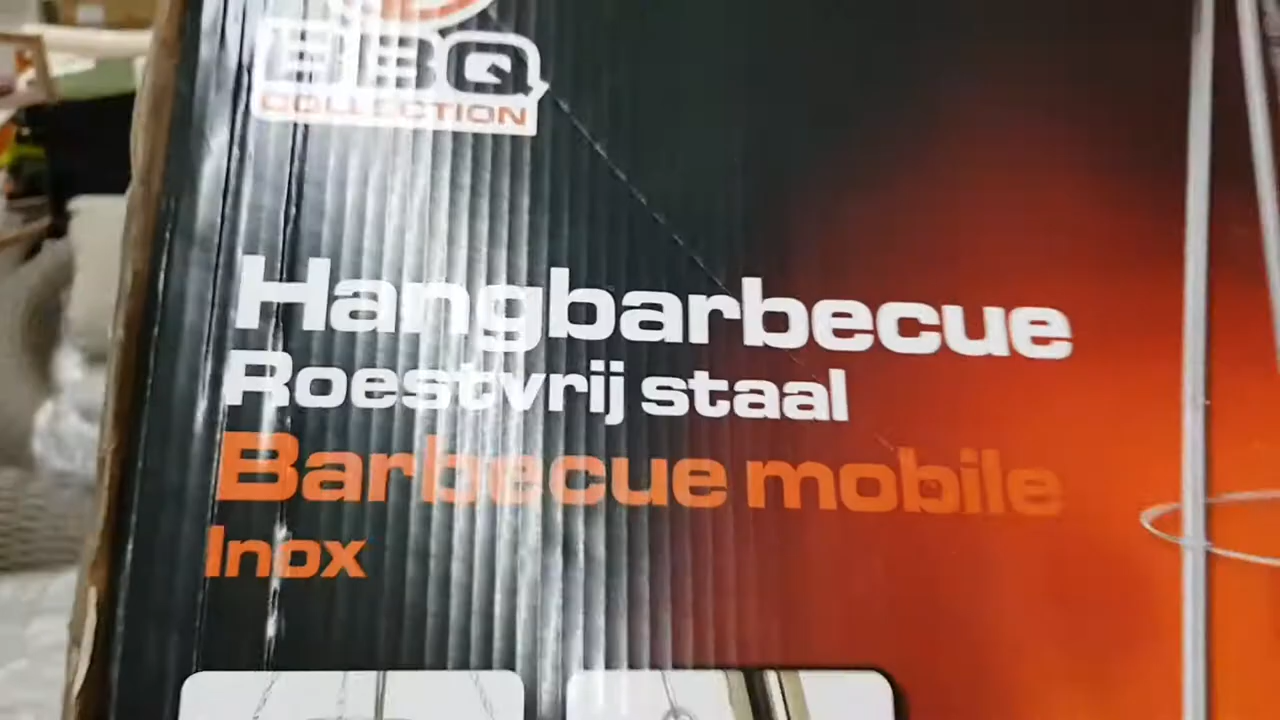 BBQ
COLLECTION
Hangbarbecue
Roestvrij staal
Barbecue mobile
Inox